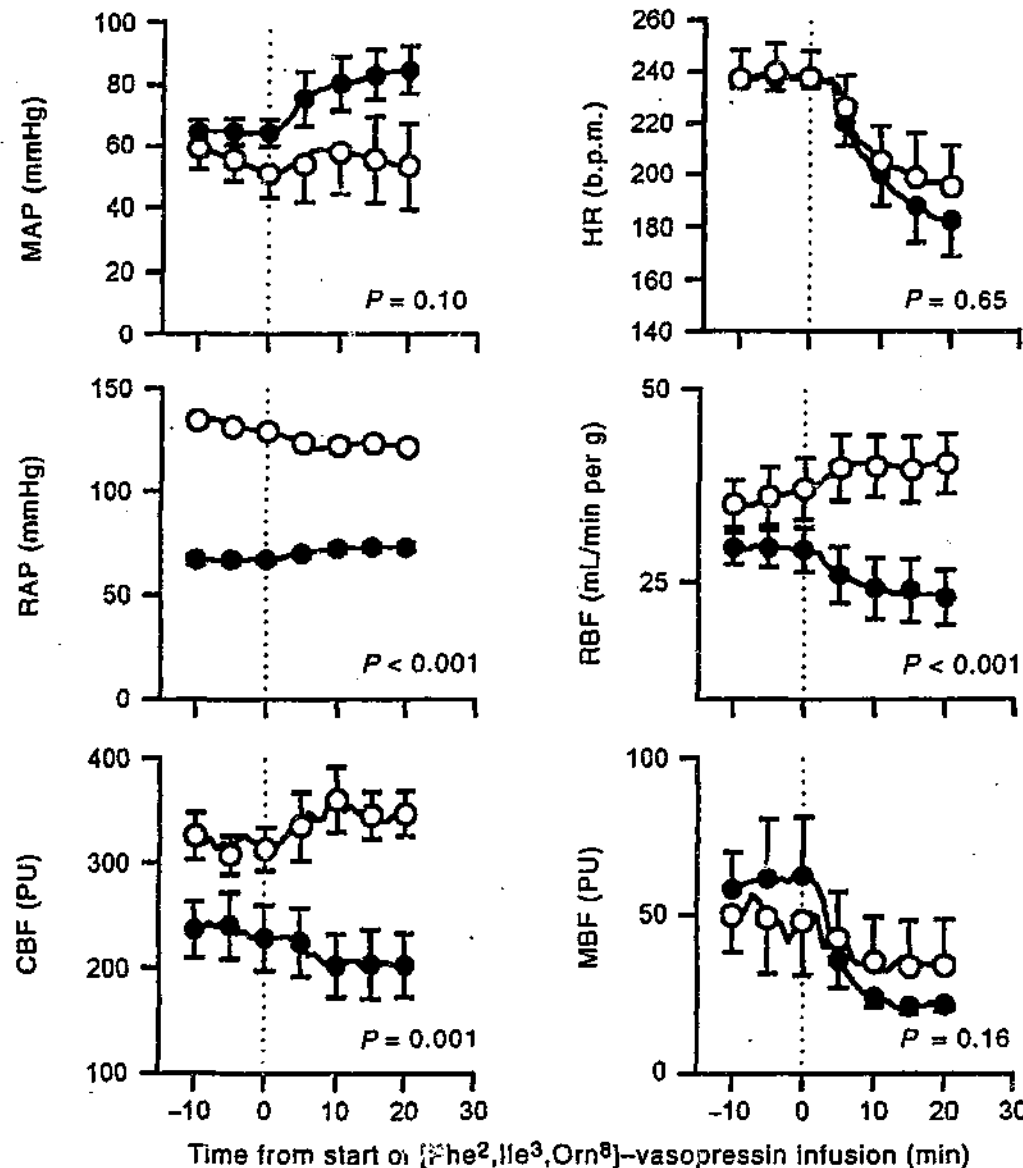 100
80
60
40
20
0
MAP (mmHg)
P = 0.10
260
240
220
200
180
160
140
HR (b.p.m.)
P = 0.65
150
100
50
0
RAP (mmHg)
P < 0.001
50
25
RBF (mL/min per g)
P < 0.001
400
300
200
100
CBF (PU)
P = 0.001
-10 0 10 20 30
100
50
0
MBF (PU)
P = 0.16
-10 0 10 20 30
Time from start of [Phe²,Ile³,Orn⁸]–vasopressin infusion (min)